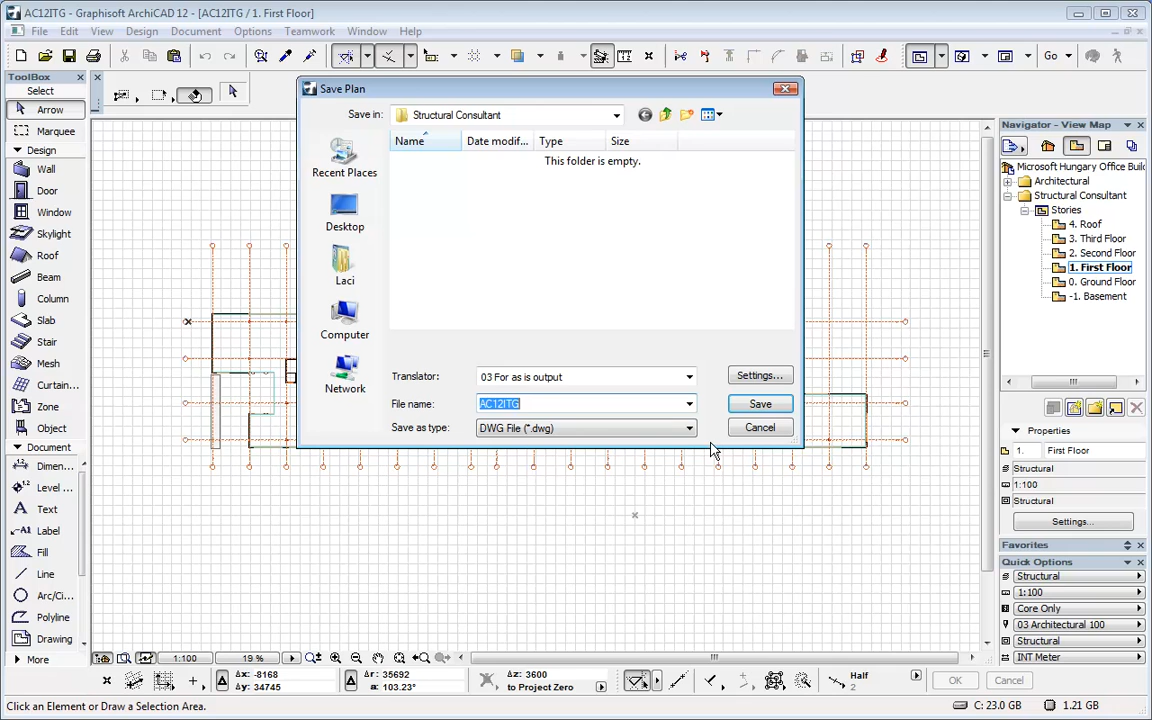 AC12ITG - Graphisoft ArchiCAD 12 - [AC12ITG / 1. First Floor]
File Edit View Design Document Options Teamwork Window Help
Go
ToolBox
Select
Arrow
Marquee
Design
Wall
Door
Window
Skylight
Roof
Beam
Column
Slab
Stair
Mesh
Zone
Document
Dimen...
Level ...
Text
A1 Label
Fill
Line
Arc/Ci...
Polyline
Drawing
More
Save Plan
Save in: Structural Consultant
Name Date modif... Type Size
This folder is empty.
Recent Places
Desktop
Laci
Computer
Network
Translator: 03 For as is output Settings...
File name: AC12ITG Save
Save as type: DWG File (*.dwg) Cancel
Navigator - View Map
Microsoft Hungary Office Buil
Architectural
Structural Consultant
Stories
4. Roof
3. Third Floor
2. Second Floor
1. First Floor
0. Ground Floor
-1. Basement
Properties
1. First Floor
Structural
1:100
Structural
Settings...
Favorites
Quick Options
Structural
1:100
Core Only
03 Architectural 100
Structural
INT Meter
1:100 19 %
Δx: -8168
Δy: 34745
Δr: 35692
a: 103.23°
Δz: 3600
to Project Zero
Half
2
OK Cancel
Click an Element or Draw a Selection Area.
C: 23.0 GB 1.21 GB